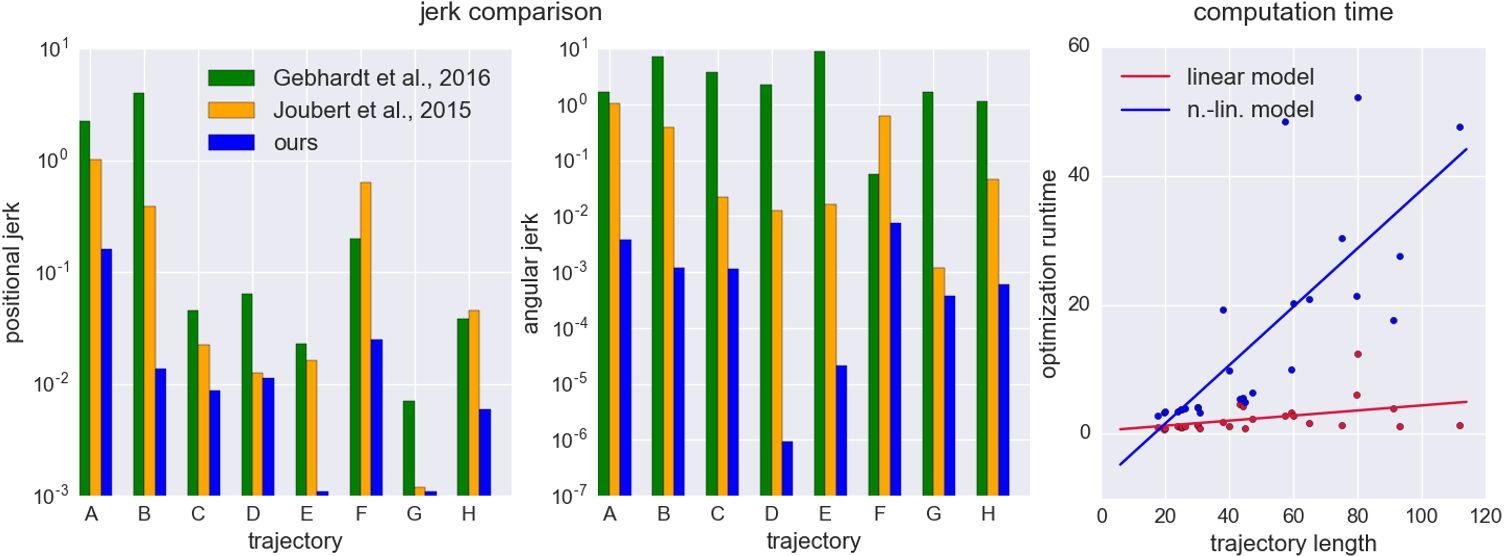 jerk comparison
computation time
10^1
10^0
10^-1
10^-2
10^-3
positional jerk
Gebhardt et al., 2016
Joubert et al., 2015
ours
A B C D E F G H
trajectory
10^1
10^0
10^-1
10^-2
10^-3
10^-4
10^-5
10^-6
10^-7
angular jerk
A B C D E F G H
trajectory
60
40
20
0
optimization runtime
linear model
n.-lin. model
0 20 40 60 80 100 120
trajectory length